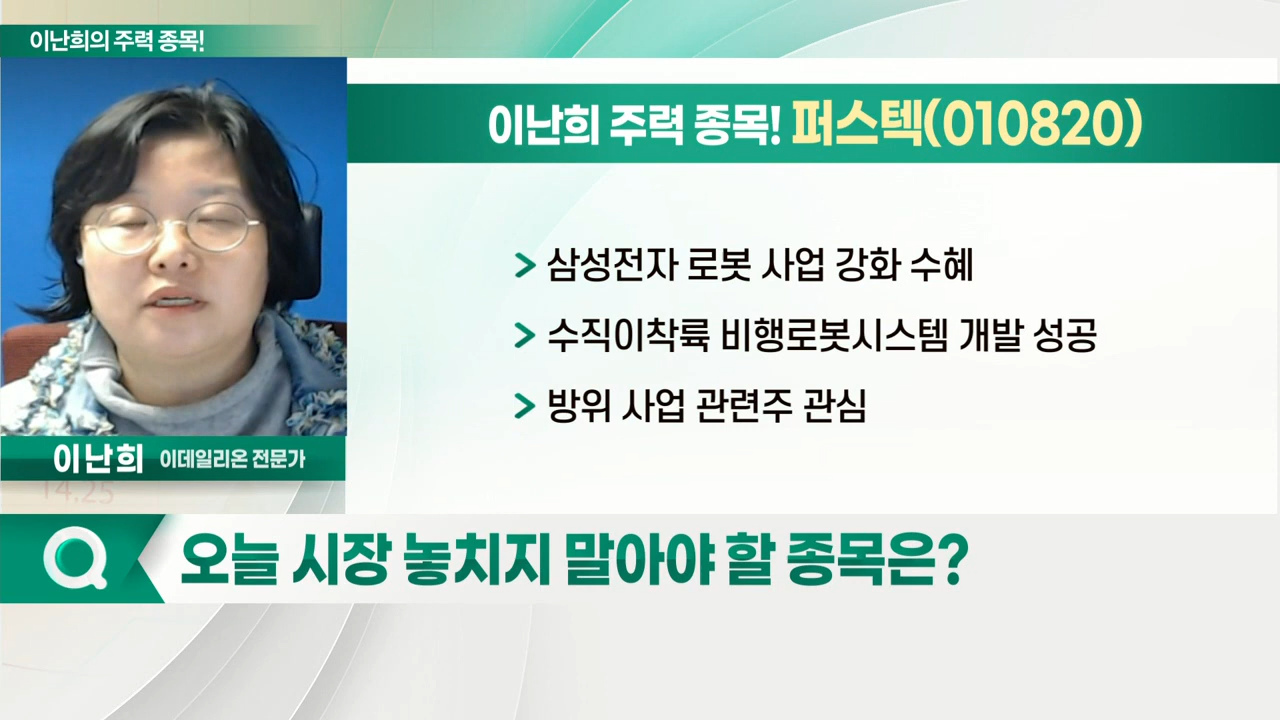 이난희의 주력 종목!
이난희 주력 종목! 퍼스텍(010820)
> 삼성전자 로봇 사업 강화 수혜
> 수직이착륙 비행로봇시스템 개발 성공
> 방위 사업 관련주 관심
이난희 이데일리온 전문가
14.25
오늘 시장 놓치지 말아야 할 종목은?